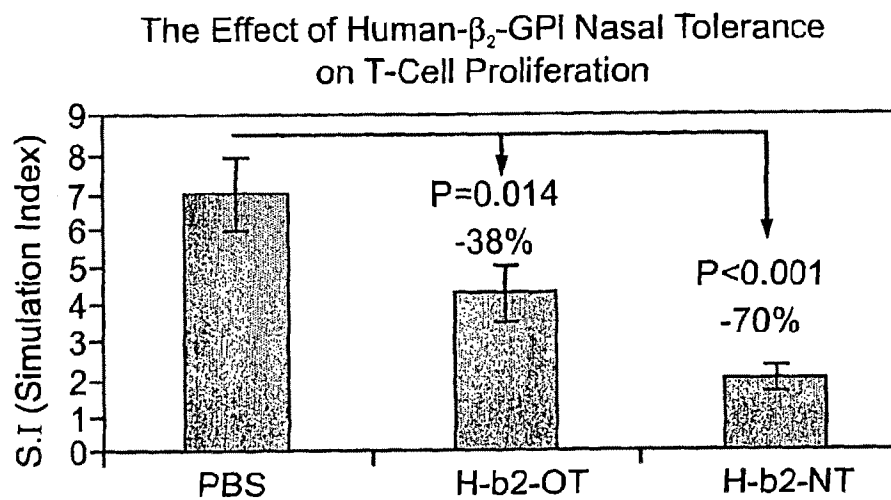 The Effect of Human-β₂-GPI Nasal Tolerance
on T-Cell Proliferation
S.I (Simulation Index)
9
8
7
6
5
4
3
2
1
0
P=0.014
-38%
P<0.001
-70%
PBS
H-b2-OT
H-b2-NT